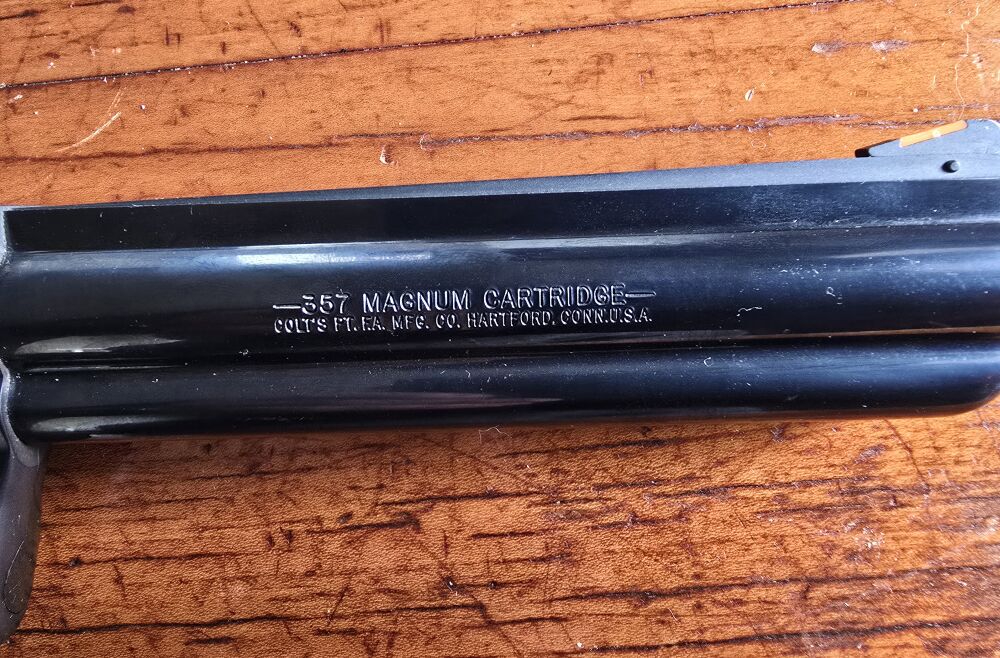 —357 MAGNUM CARTRIDGE—
COLT'S PT. F.A. MFG. CO. HARTFORD. CONN.U.S.A.